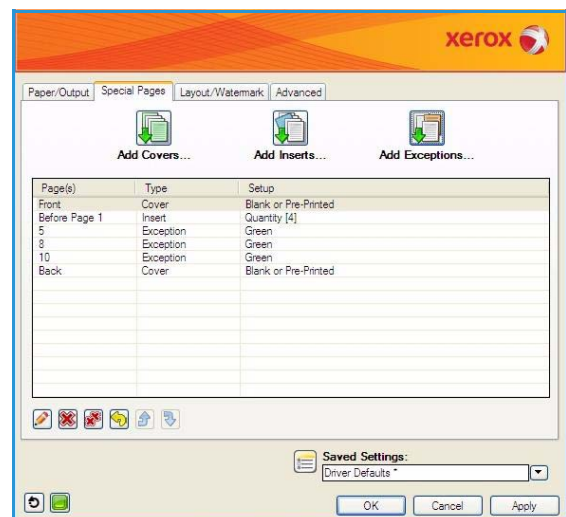 xerox
Paper/Output Special Pages Layout/Watermark Advanced
Add Covers... Add Inserts... Add Exceptions...
Page(s) Type Setup
Front Cover Blank or Pre-Printed
Before Page 1 Insert Quantity [4]
5 Exception Green
8 Exception Green
10 Exception Green
Back Cover Blank or Pre-Printed
Saved Settings:
Driver Defaults *
OK Cancel Apply